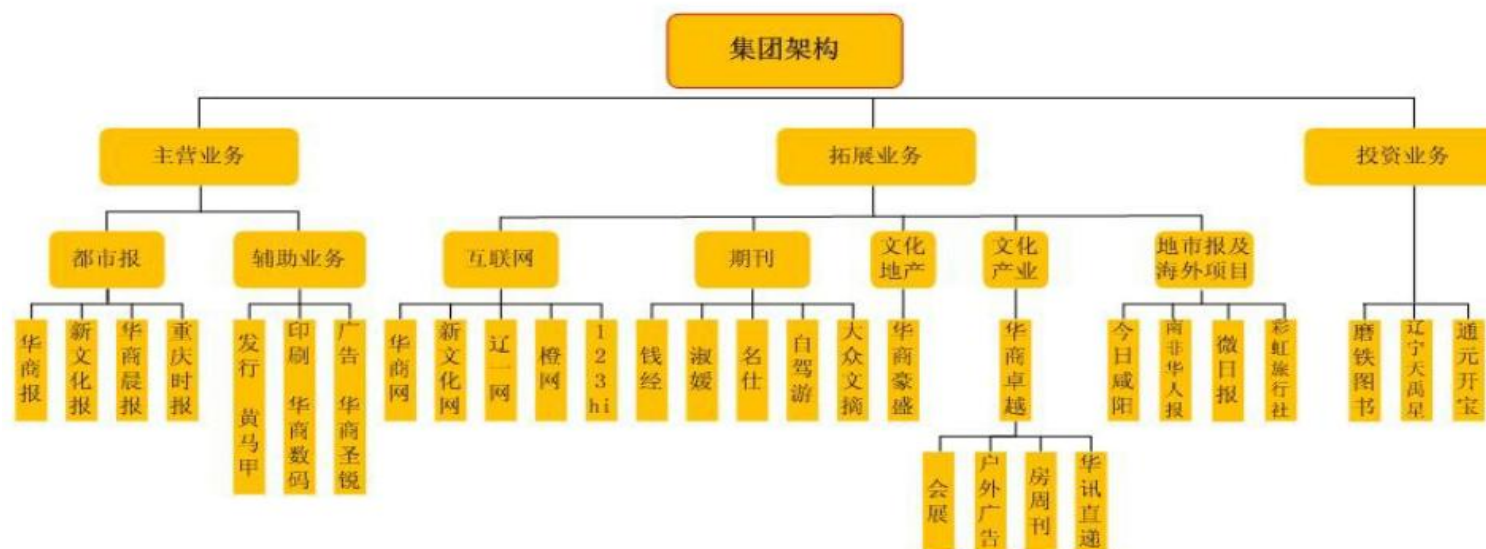 集团架构
主营业务
拓展业务
投资业务
都市报
辅助业务
互联网
期刊
文化
地产
文化
产业
地市报及
海外项目
华商报
新文化报
华商晨报
重庆时报
发行 黄马甲
印刷 华商数码
广告 华商圣锐
华商网
新文化网
辽一网
橙网
123hi
钱经
淑媛
名仕
自驾游
大众文摘
华商豪盛
华商卓越
今日咸阳
南非华人报
微日报
彩虹旅行社
磨铁图书
辽宁天禹星
通元开宝
会展
户外广告
房周刊
华讯直递